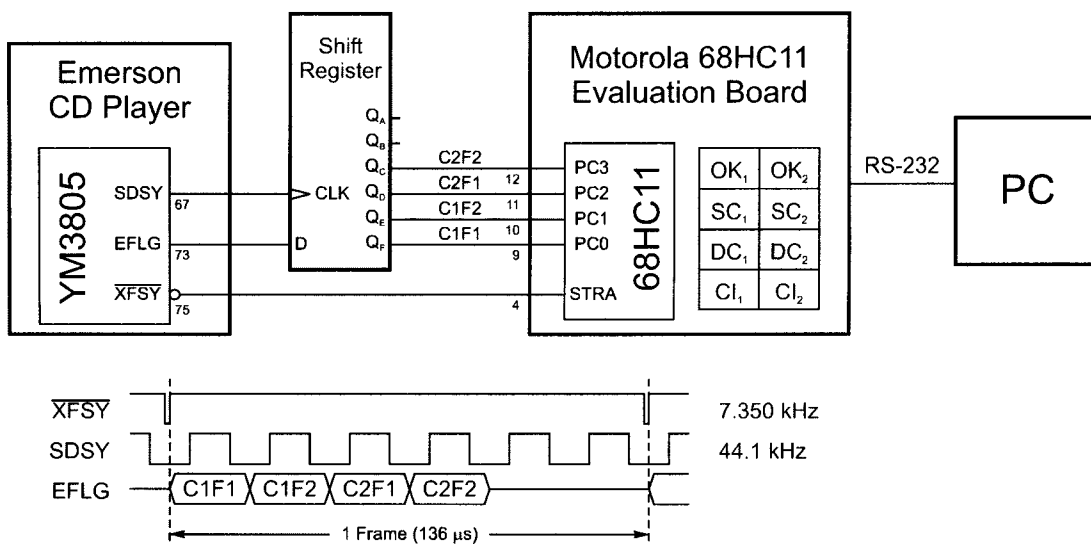 Emerson
CD Player
YM3805
SDSY
67
EFLG
73
XFSY
75
Shift
Register
CLK
D
QA
QB
QC
QD
QE
QF
C2F2
C2F1
C1F2
C1F1
12
11
10
9
4
Motorola 68HC11
Evaluation Board
PC3
PC2
PC1
PC0
STRA
68HC11
OK1 OK2
SC1 SC2
DC1 DC2
CI1 CI2
RS-232
PC
XFSY 7.350 kHz
SDSY 44.1 kHz
EFLG C1F1 C1F2 C2F1 C2F2
1 Frame (136 μs)